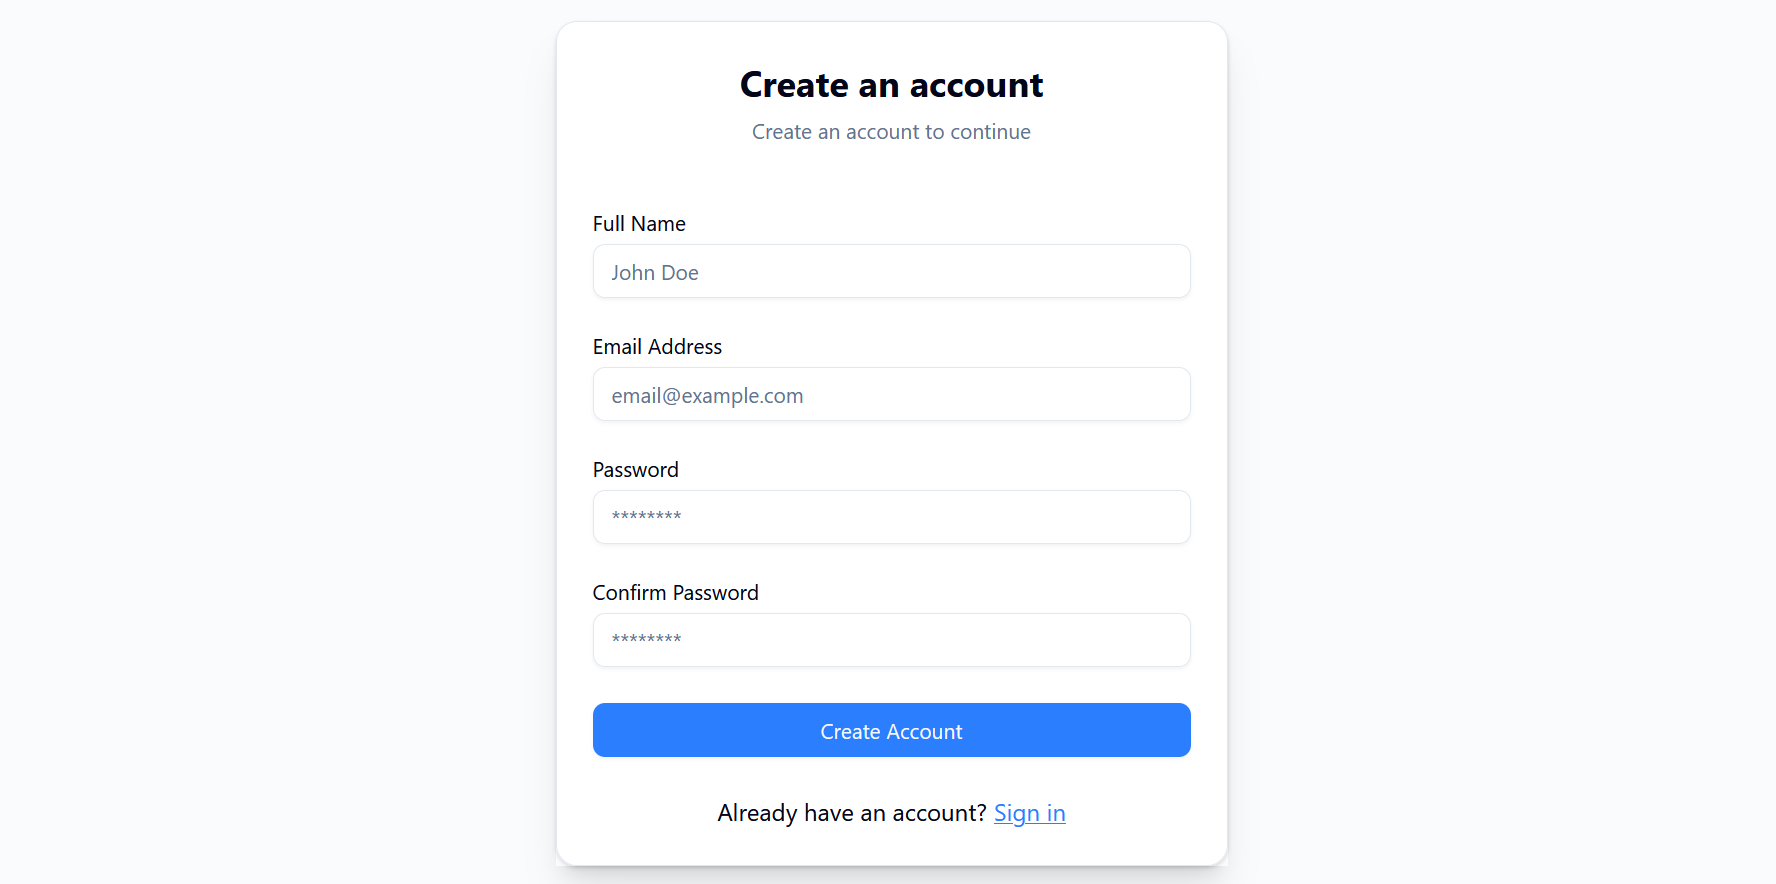 Create an account
Create an account to continue
Full Name
John Doe
Email Address
email@example.com
Password
********
Confirm Password
********
Create Account
Already have an account? Sign in